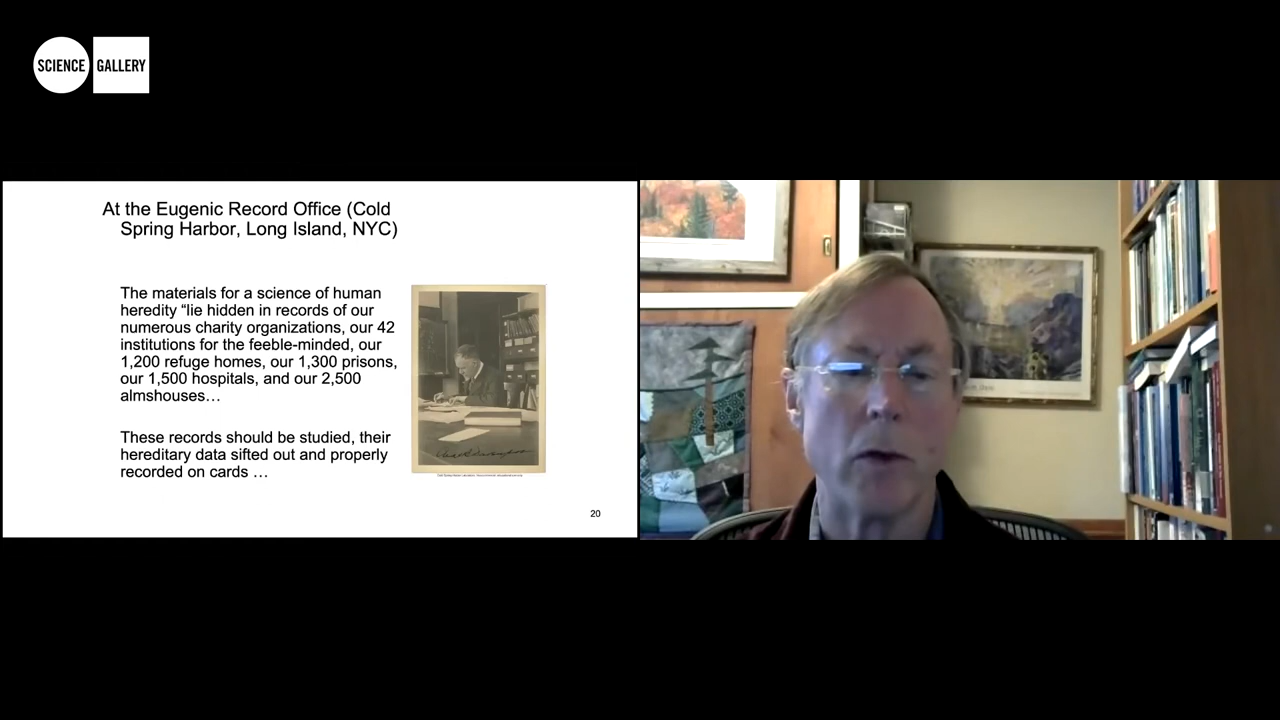 SCIENCE GALLERY
At the Eugenic Record Office (Cold
Spring Harbor, Long Island, NYC)
The materials for a science of human
heredity “lie hidden in records of our
numerous charity organizations, our 42
institutions for the feeble-minded, our
1,200 refuge homes, our 1,300 prisons,
our 1,500 hospitals, and our 2,500
almshouses…
These records should be studied, their
hereditary data sifted out and properly
recorded on cards …
20